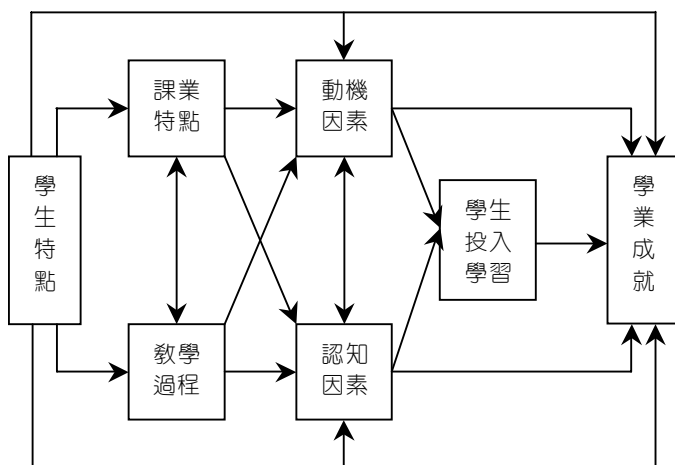 課業
特點
動機
因素
學
生
特
點
學生
投入
學習
學
業
成
就
教學
過程
認知
因素